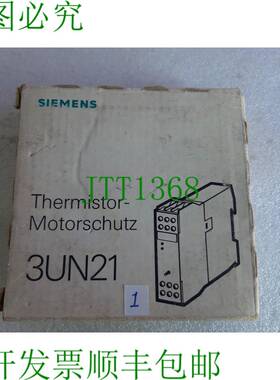 图必究
SIEMENS
Thermistor-
JTT1368
Motorschutz
3UN21
1
开发票顺丰包邮